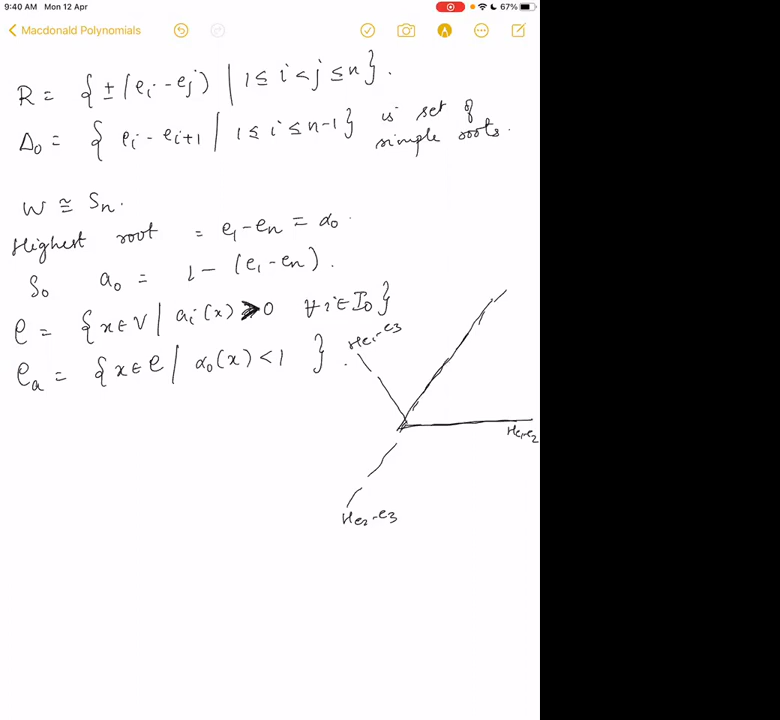 9:40 AM Mon 12 Apr
67%
Macdonald Polynomials
R = { ± (ei - ej) | 1 ≤ i < j ≤ n }.
Δo = { ei - ei+1 | 1 ≤ i ≤ n-1 } is set of simple roots.
W ≅ Sn.
Highest root = e1 - en = α0.
So a0 = 1 - (e1 - en).
C = { x ∈ V | ai(x) > 0 ∀ i ∈ I0 }
Ca = { x ∈ C | α0(x) < 1 }.
He1-e3
He1-e2
He2-e3